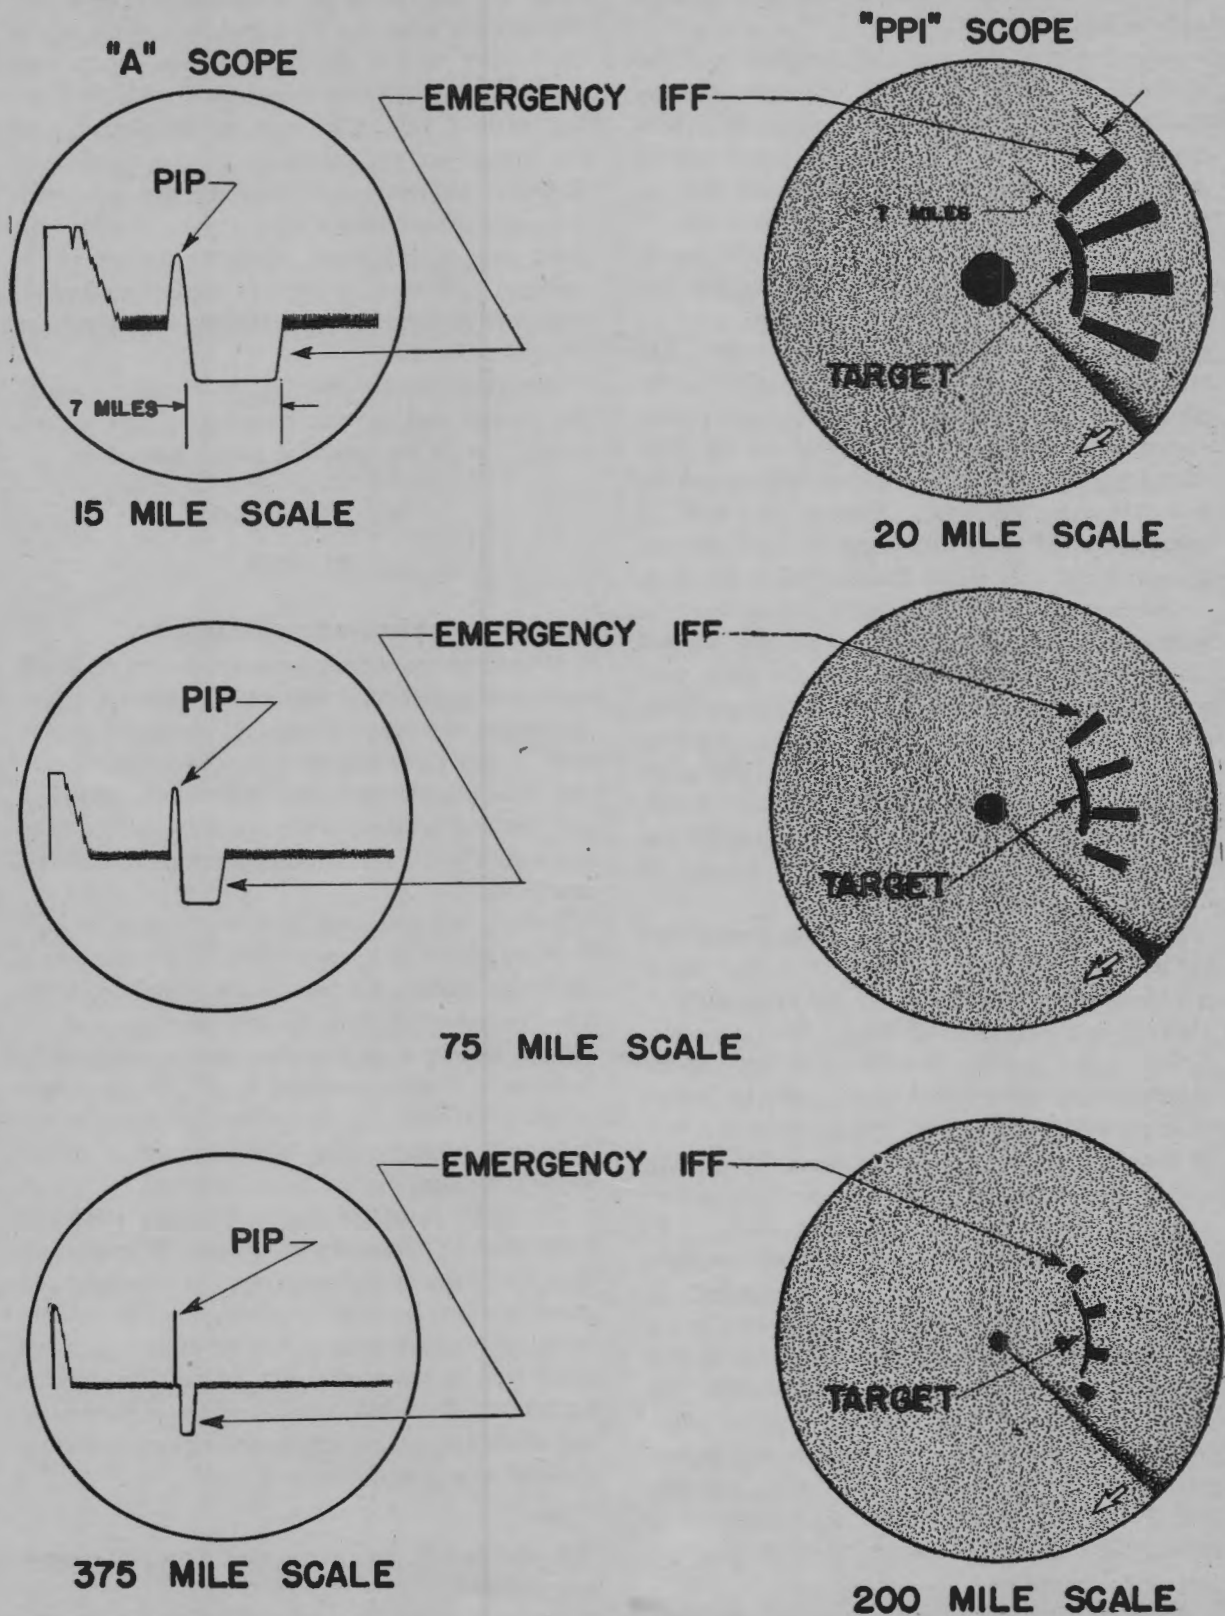 "A" SCOPE
"PPI" SCOPE
EMERGENCY IFF
PIP
7 MILES
7 MILES
TARGET
15 MILE SCALE
20 MILE SCALE
EMERGENCY IFF
PIP
TARGET
75 MILE SCALE
EMERGENCY IFF
PIP
TARGET
375 MILE SCALE
200 MILE SCALE